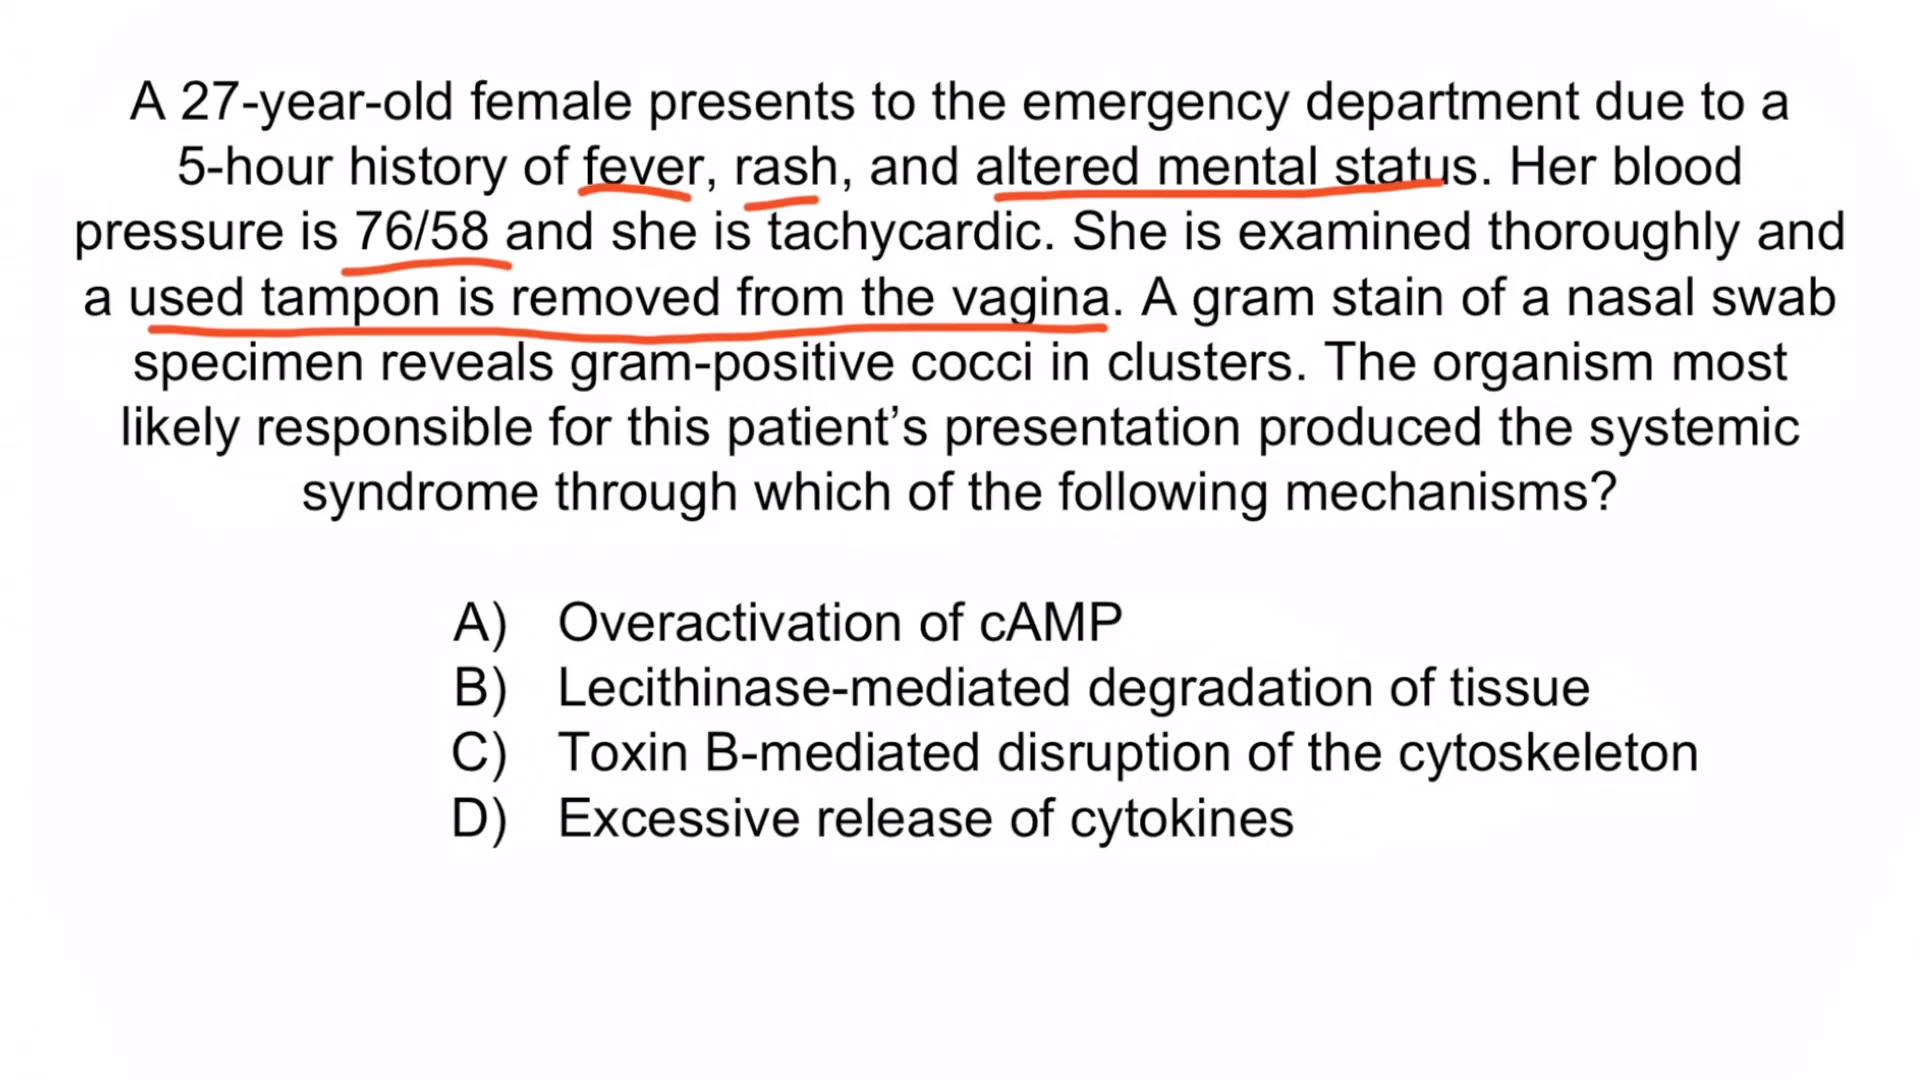 A 27-year-old female presents to the emergency department due to a
5-hour history of fever, rash, and altered mental status. Her blood
pressure is 76/58 and she is tachycardic. She is examined thoroughly and
a used tampon is removed from the vagina. A gram stain of a nasal swab
specimen reveals gram-positive cocci in clusters. The organism most
likely responsible for this patient’s presentation produced the systemic
syndrome through which of the following mechanisms?
A) Overactivation of cAMP
B) Lecithinase-mediated degradation of tissue
C) Toxin B-mediated disruption of the cytoskeleton
D) Excessive release of cytokines